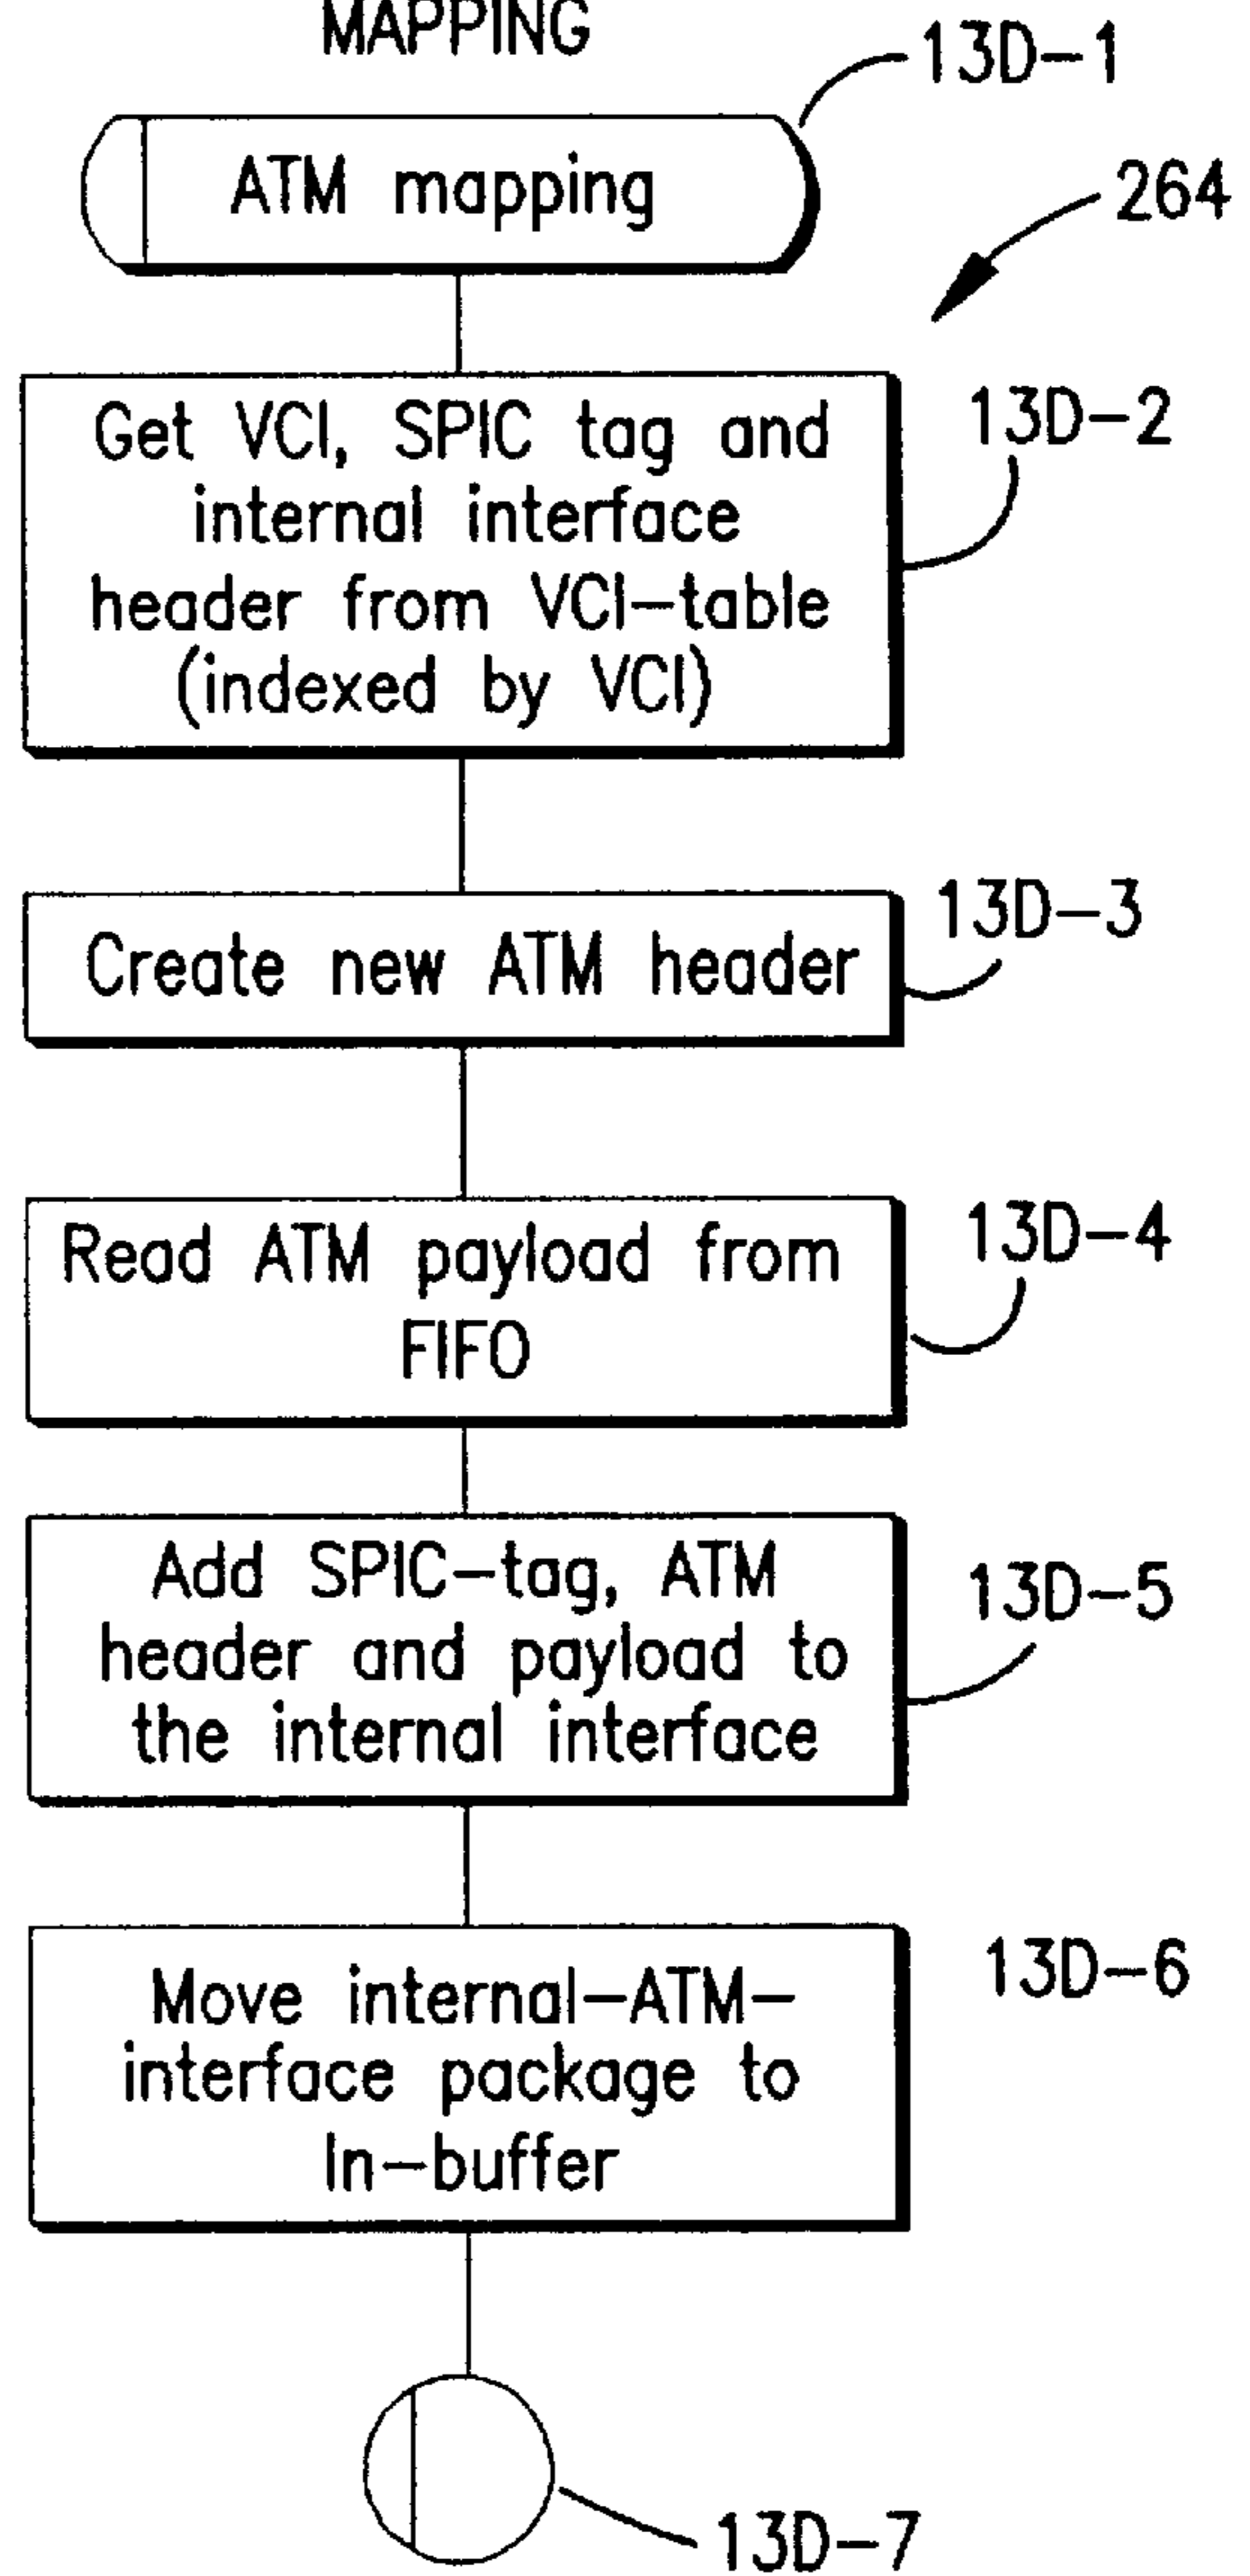 MAPPING
13D-1
ATM mapping
264
Get VCI, SPIC tag and
internal interface
header from VCI-table
(indexed by VCI)
13D-2
13D-3
Create new ATM header
13D-4
Read ATM payload from
FIFO
Add SPIC-tag, ATM
header and payload to
the internal interface
13D-5
Move internal-ATM-
interface package to
In-buffer
13D-6
13D-7